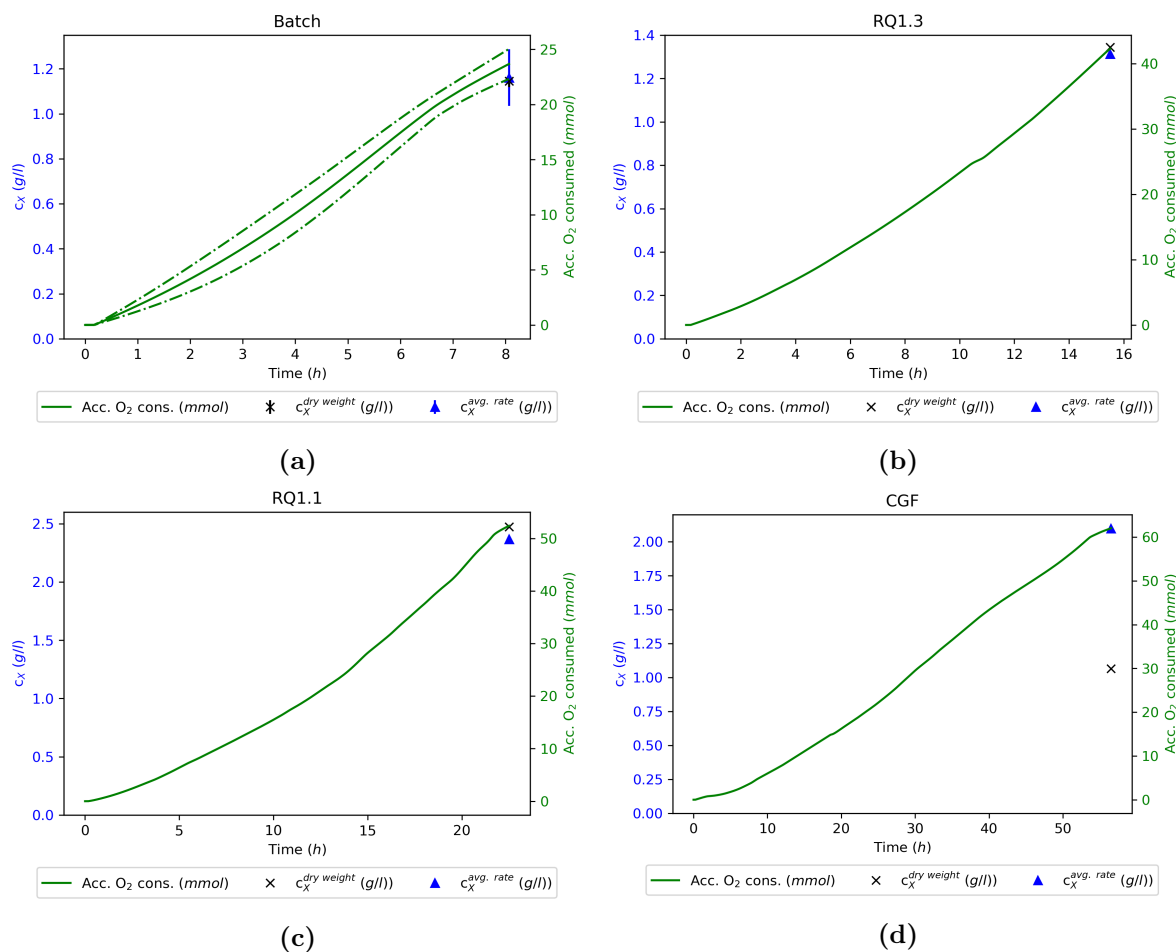 Batch
1.2
1.0
0.8
0.6
0.4
0.2
0.0
c_X (g/l)
25
20
15
10
5
0
Acc. O₂ consumed (mmol)
0 1 2 3 4 5 6 7 8
Time (h)
Acc. O₂ cons. (mmol) c_X^dry weight (g/l)) c_X^avg. rate (g/l))
(a)
RQ1.3
1.4
1.2
1.0
0.8
0.6
0.4
0.2
0.0
c_X (g/l)
40
30
20
10
0
Acc. O₂ consumed (mmol)
0 2 4 6 8 10 12 14 16
Time (h)
Acc. O₂ cons. (mmol) c_X^dry weight (g/l)) c_X^avg. rate (g/l))
(b)
RQ1.1
2.5
2.0
1.5
1.0
0.5
0.0
c_X (g/l)
50
40
30
20
10
0
Acc. O₂ consumed (mmol)
0 5 10 15 20
Time (h)
Acc. O₂ cons. (mmol) c_X^dry weight (g/l)) c_X^avg. rate (g/l))
(c)
CGF
2.00
1.75
1.50
1.25
1.00
0.75
0.50
0.25
0.00
c_X (g/l)
60
50
40
30
20
10
0
Acc. O₂ consumed (mmol)
0 10 20 30 40 50
Time (h)
Acc. O₂ cons. (mmol) c_X^dry weight (g/l)) c_X^avg. rate (g/l))
(d)